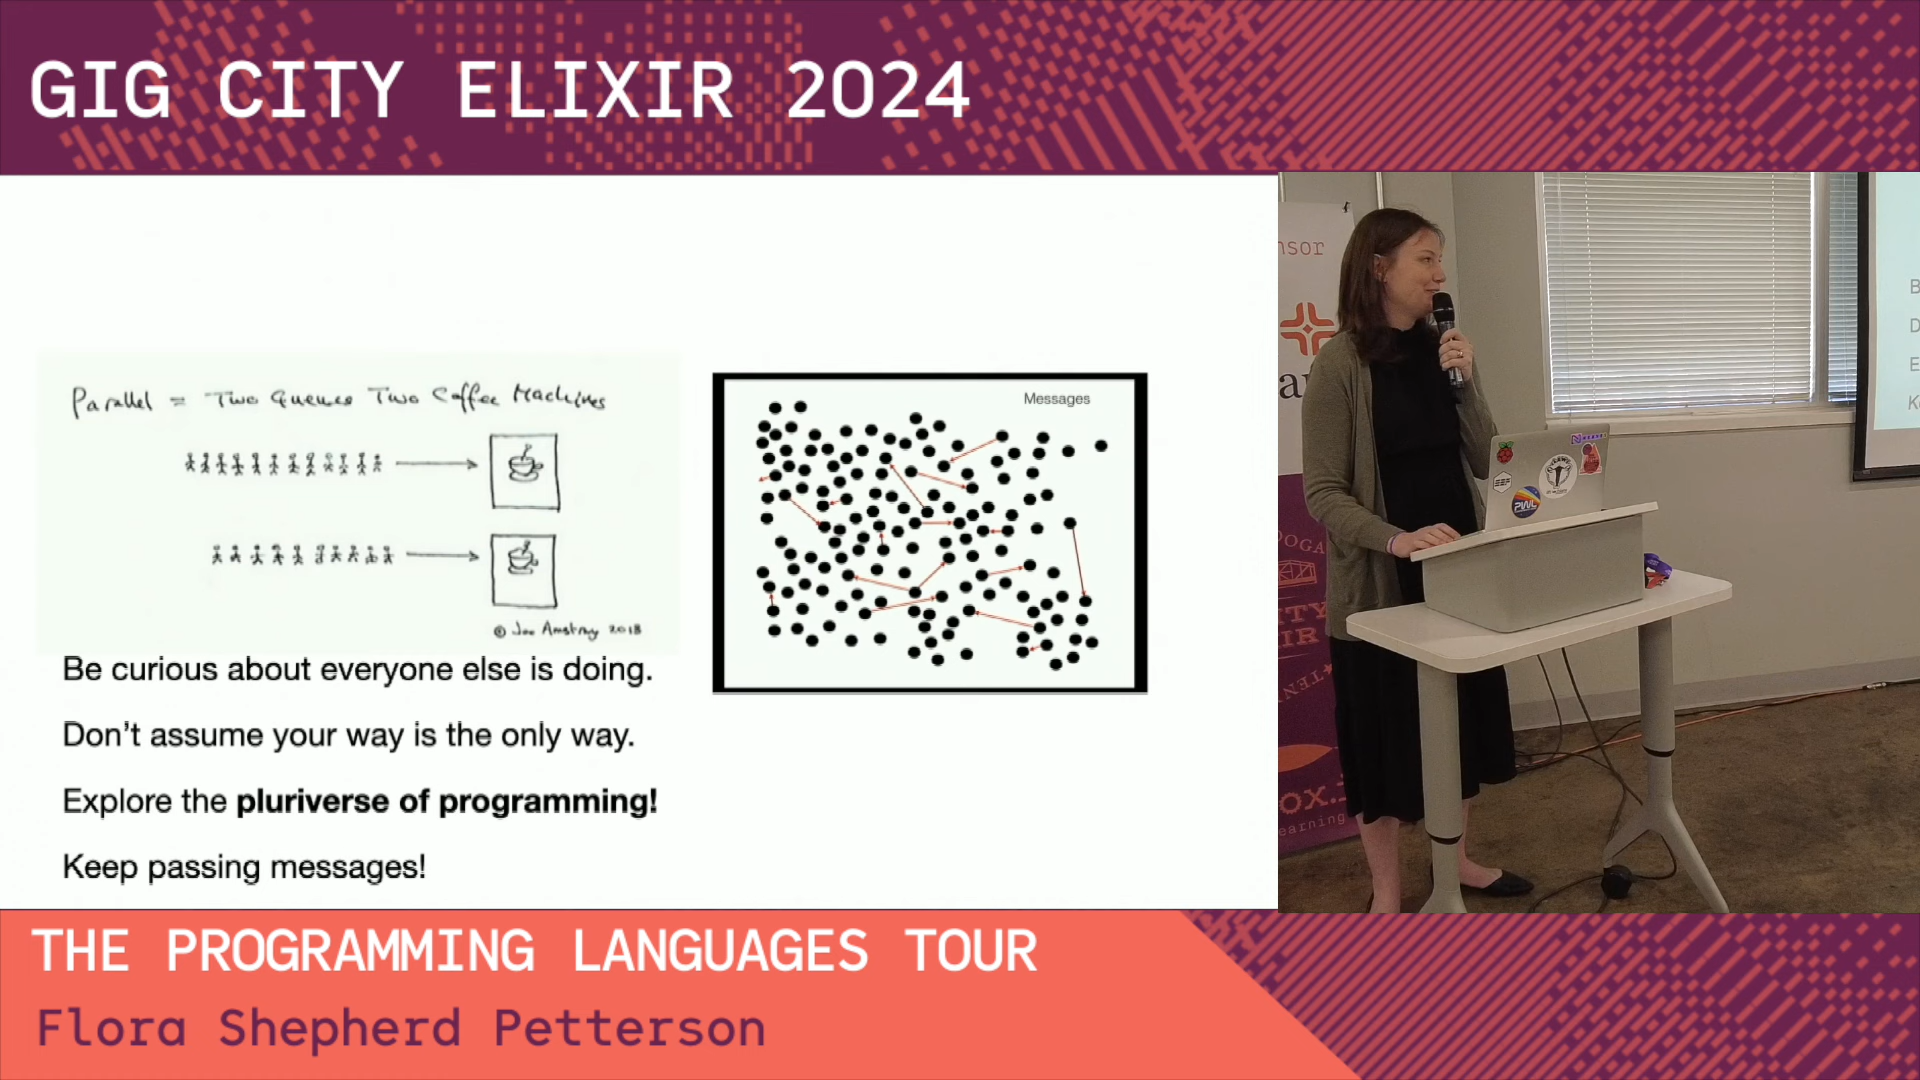 GIG CITY ELIXIR 2024
Parallel = Two Queues Two Coffee Machines
© Joe Armstrong 2018
Messages
Be curious about everyone else is doing.
Don't assume your way is the only way.
Explore the pluriverse of programming!
Keep passing messages!
nsor
B
D
E
K
PWL
THE PROGRAMMING LANGUAGES TOUR
Flora Shepherd Petterson